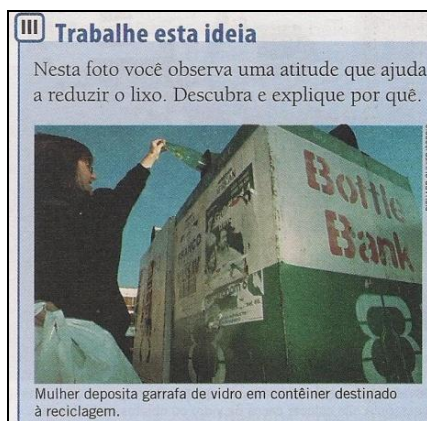 III Trabalhe esta ideia
Nesta foto você observa uma atitude que ajuda
a reduzir o lixo. Descubra e explique por quê.
Bottle
Bank
Mulher deposita garrafa de vidro em contêiner destinado
à reciclagem.